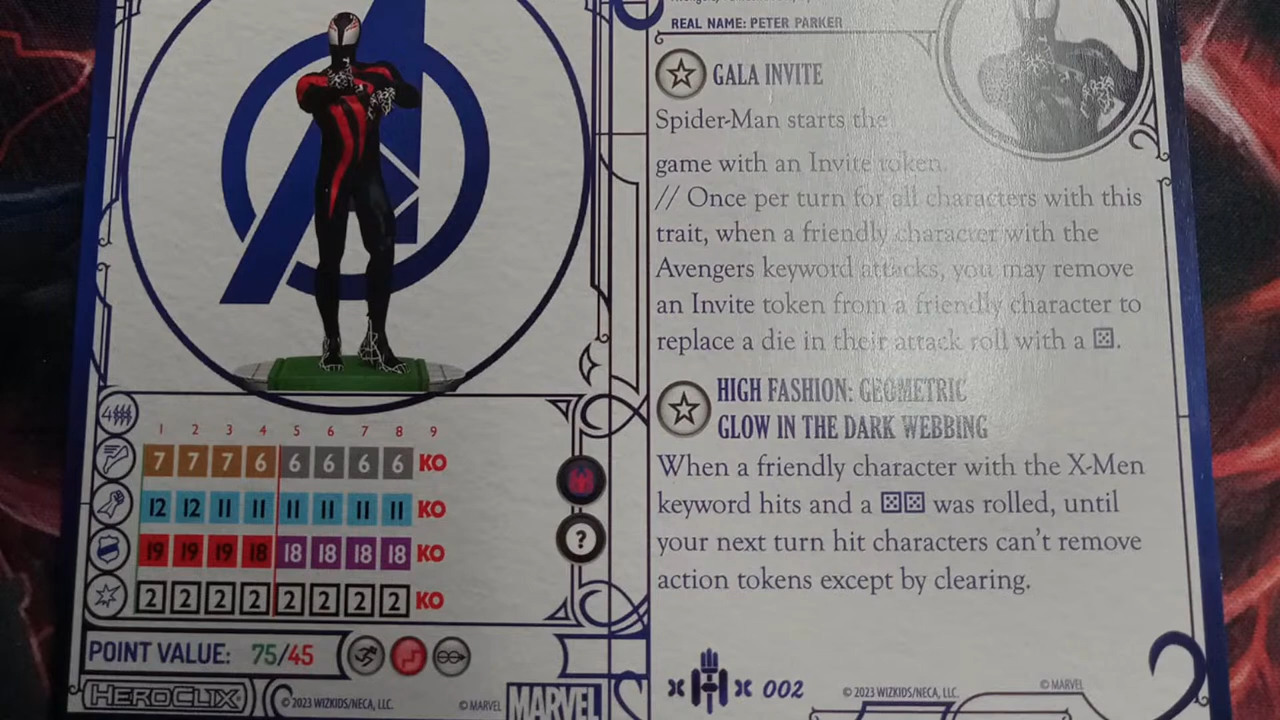 REAL NAME: PETER PARKER
GALA INVITE
Spider-Man starts the
game with an Invite token.
// Once per turn for all characters with this
trait, when a friendly character with the
Avengers keyword attacks, you may remove
an Invite token from a friendly character to
replace a die in their attack roll with a ⚄.
HIGH FASHION: GEOMETRIC
GLOW IN THE DARK WEBBING
When a friendly character with the X-Men
keyword hits and a ⚄⚄ was rolled, until
your next turn hit characters can't remove
action tokens except by clearing.
4
1 2 3 4 5 6 7 8 9
7 7 7 6 6 6 6 6 KO
12 12 11 11 11 11 11 11 KO
19 19 19 18 18 18 18 18 KO
2 2 2 2 2 2 2 2 KO
?
POINT VALUE: 75/45
HEROCLIX
© 2023 WIZKIDS/NECA, LLC.
© MARVEL
MARVEL
002
© 2023 WIZKIDS/NECA, LLC.
© MARVEL